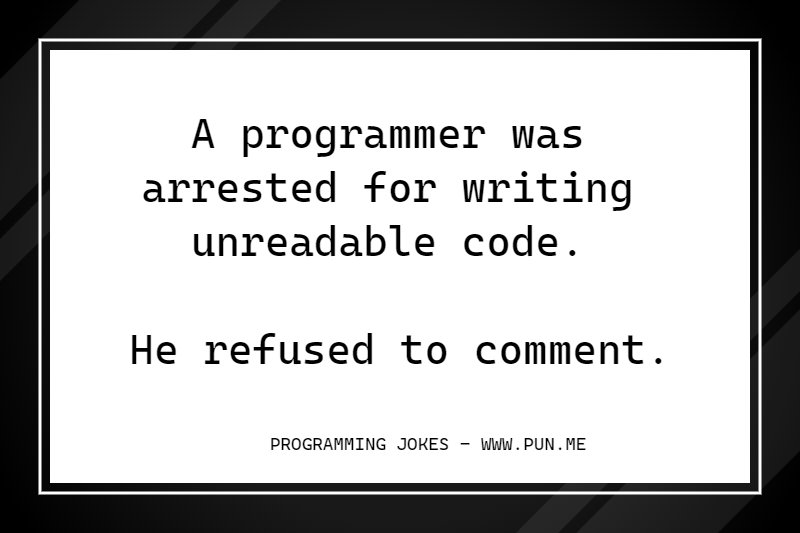 A programmer was
arrested for writing
unreadable code.
He refused to comment.
PROGRAMMING JOKES – WWW.PUN.ME